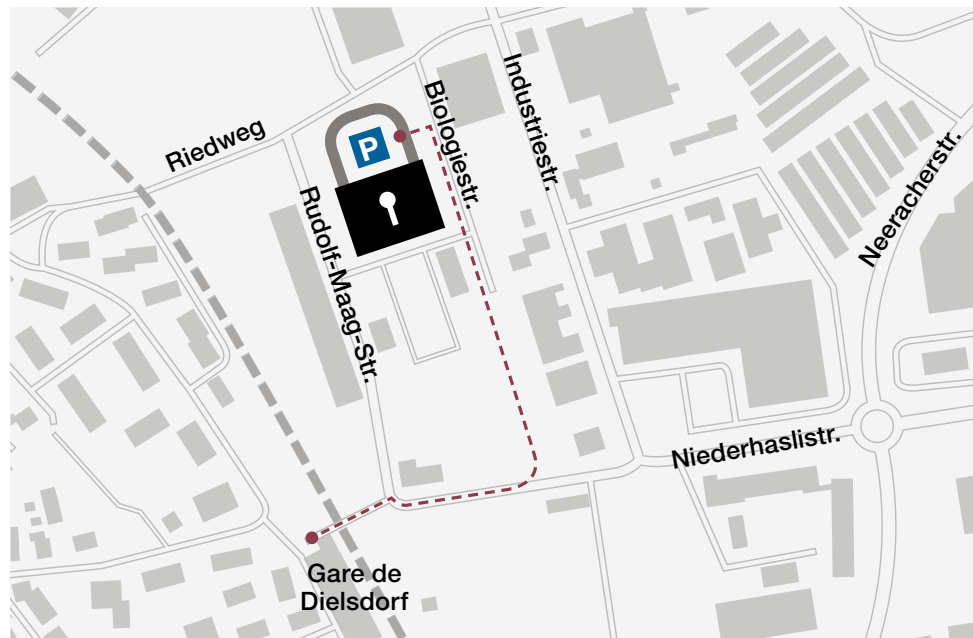 Riedweg
P
Biologiestr.
Industriestr.
Rudolf-Maag-Str.
Neeracherstr.
Niederhaslistr.
Gare de
Dielsdorf